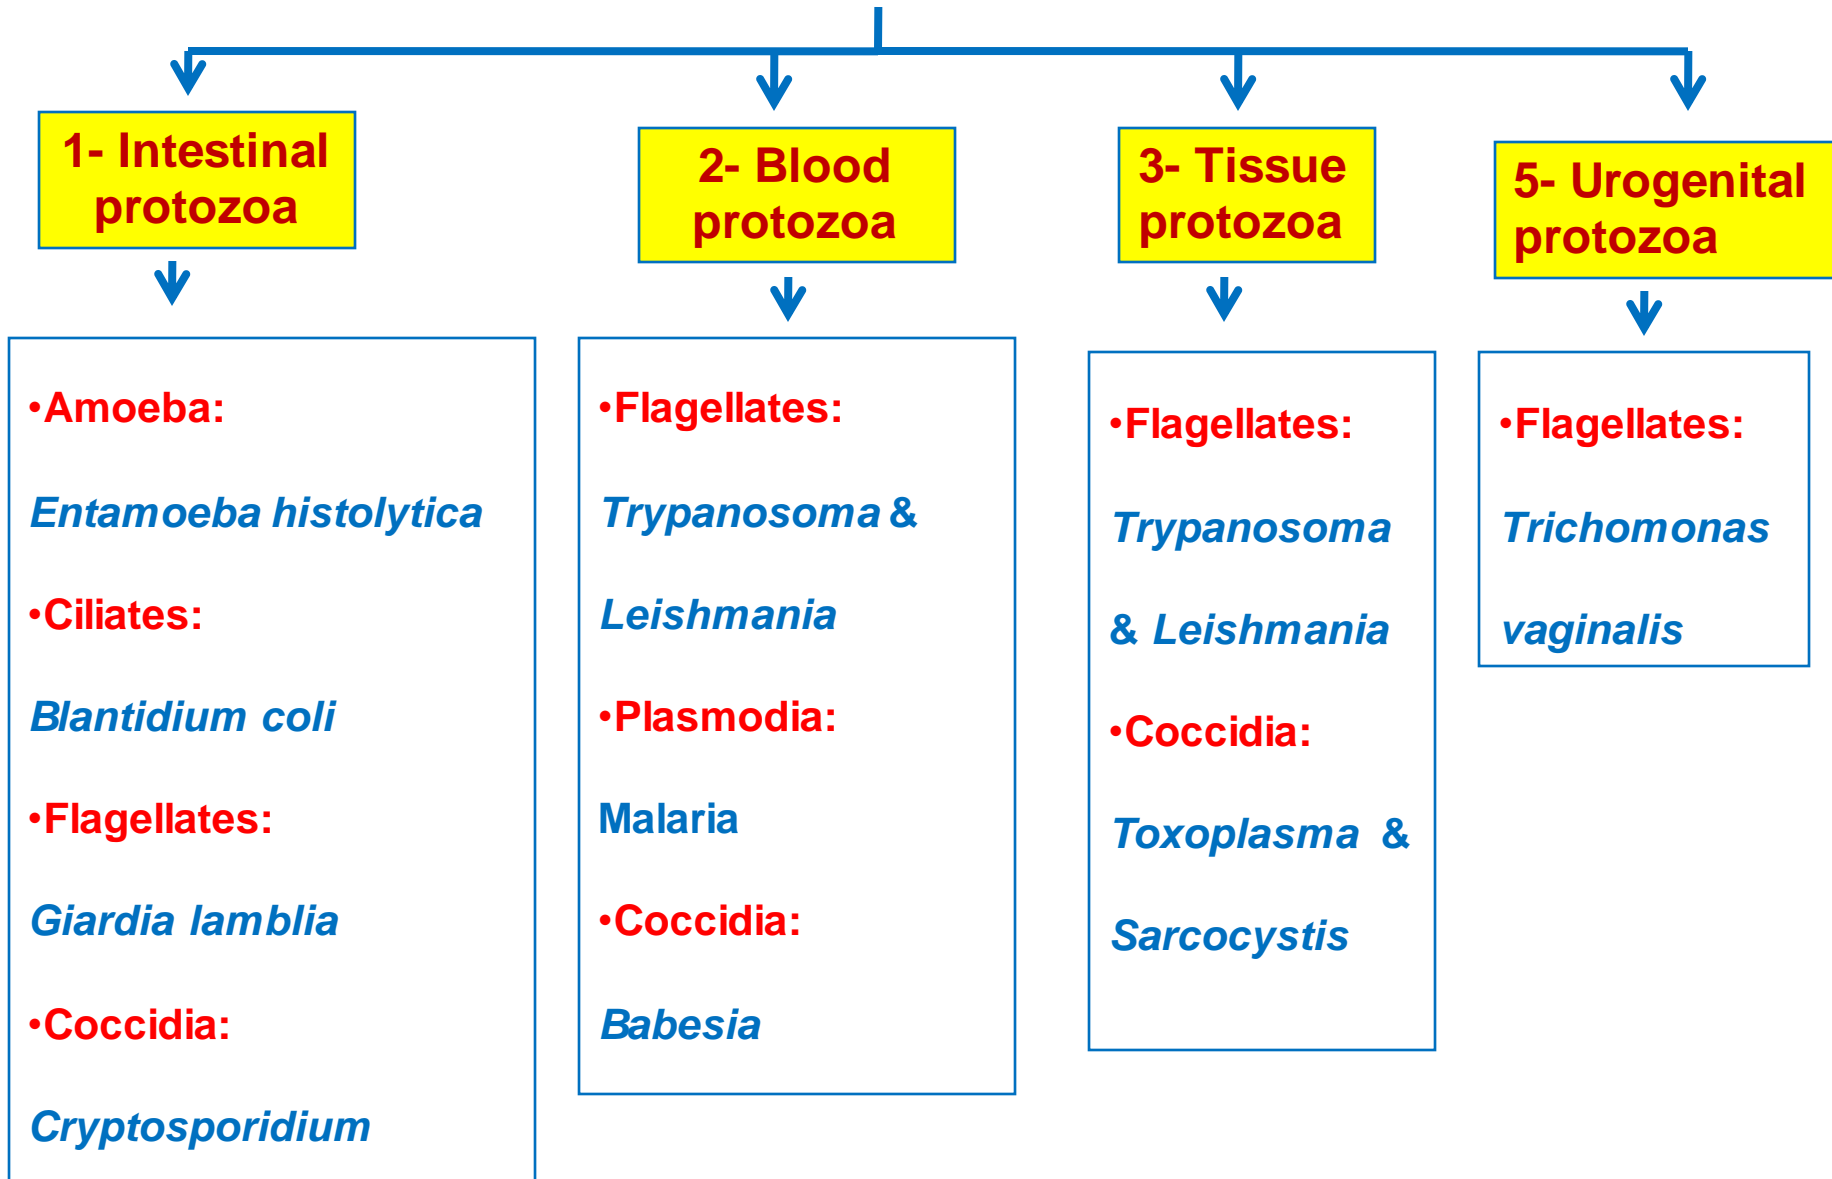 1- Intestinal
protozoa
2- Blood
protozoa
3- Tissue
protozoa
5- Urogenital
protozoa
•Amoeba:
Entamoeba histolytica
•Ciliates:
Blantidium coli
•Flagellates:
Giardia lamblia
•Coccidia:
Cryptosporidium
•Flagellates:
Trypanosoma &
Leishmania
•Plasmodia:
Malaria
•Coccidia:
Babesia
•Flagellates:
Trypanosoma
& Leishmania
•Coccidia:
Toxoplasma &
Sarcocystis
•Flagellates:
Trichomonas
vaginalis